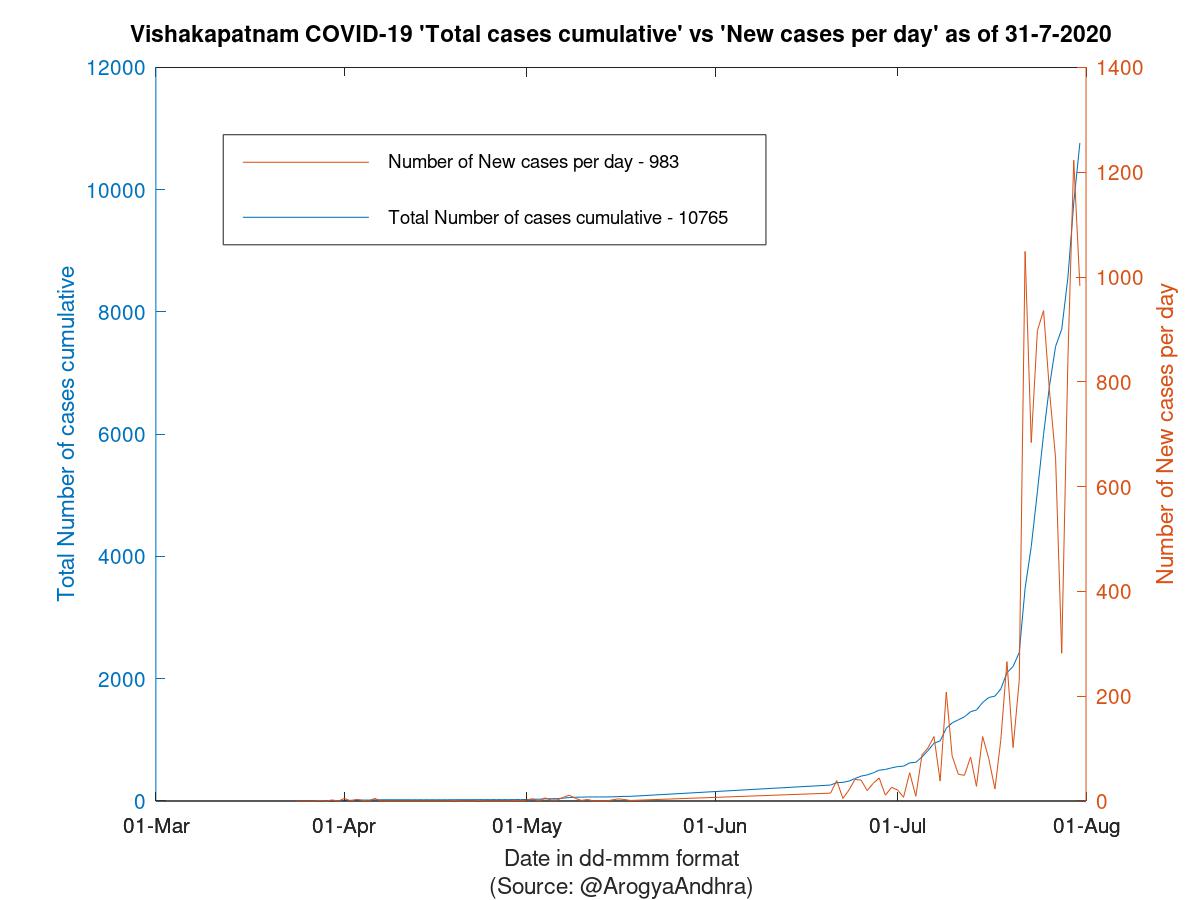 Vishakapatnam COVID-19 'Total cases cumulative' vs 'New cases per day' as of 31-7-2020
12000
10000
8000
6000
4000
2000
0
Total Number of cases cumulative
Number of New cases per day - 983
Total Number of cases cumulative - 10765
1400
1200
1000
800
600
400
200
0
Number of New cases per day
01-Mar 01-Apr 01-May 01-Jun 01-Jul 01-Aug
Date in dd-mmm format
(Source: @ArogyaAndhra)